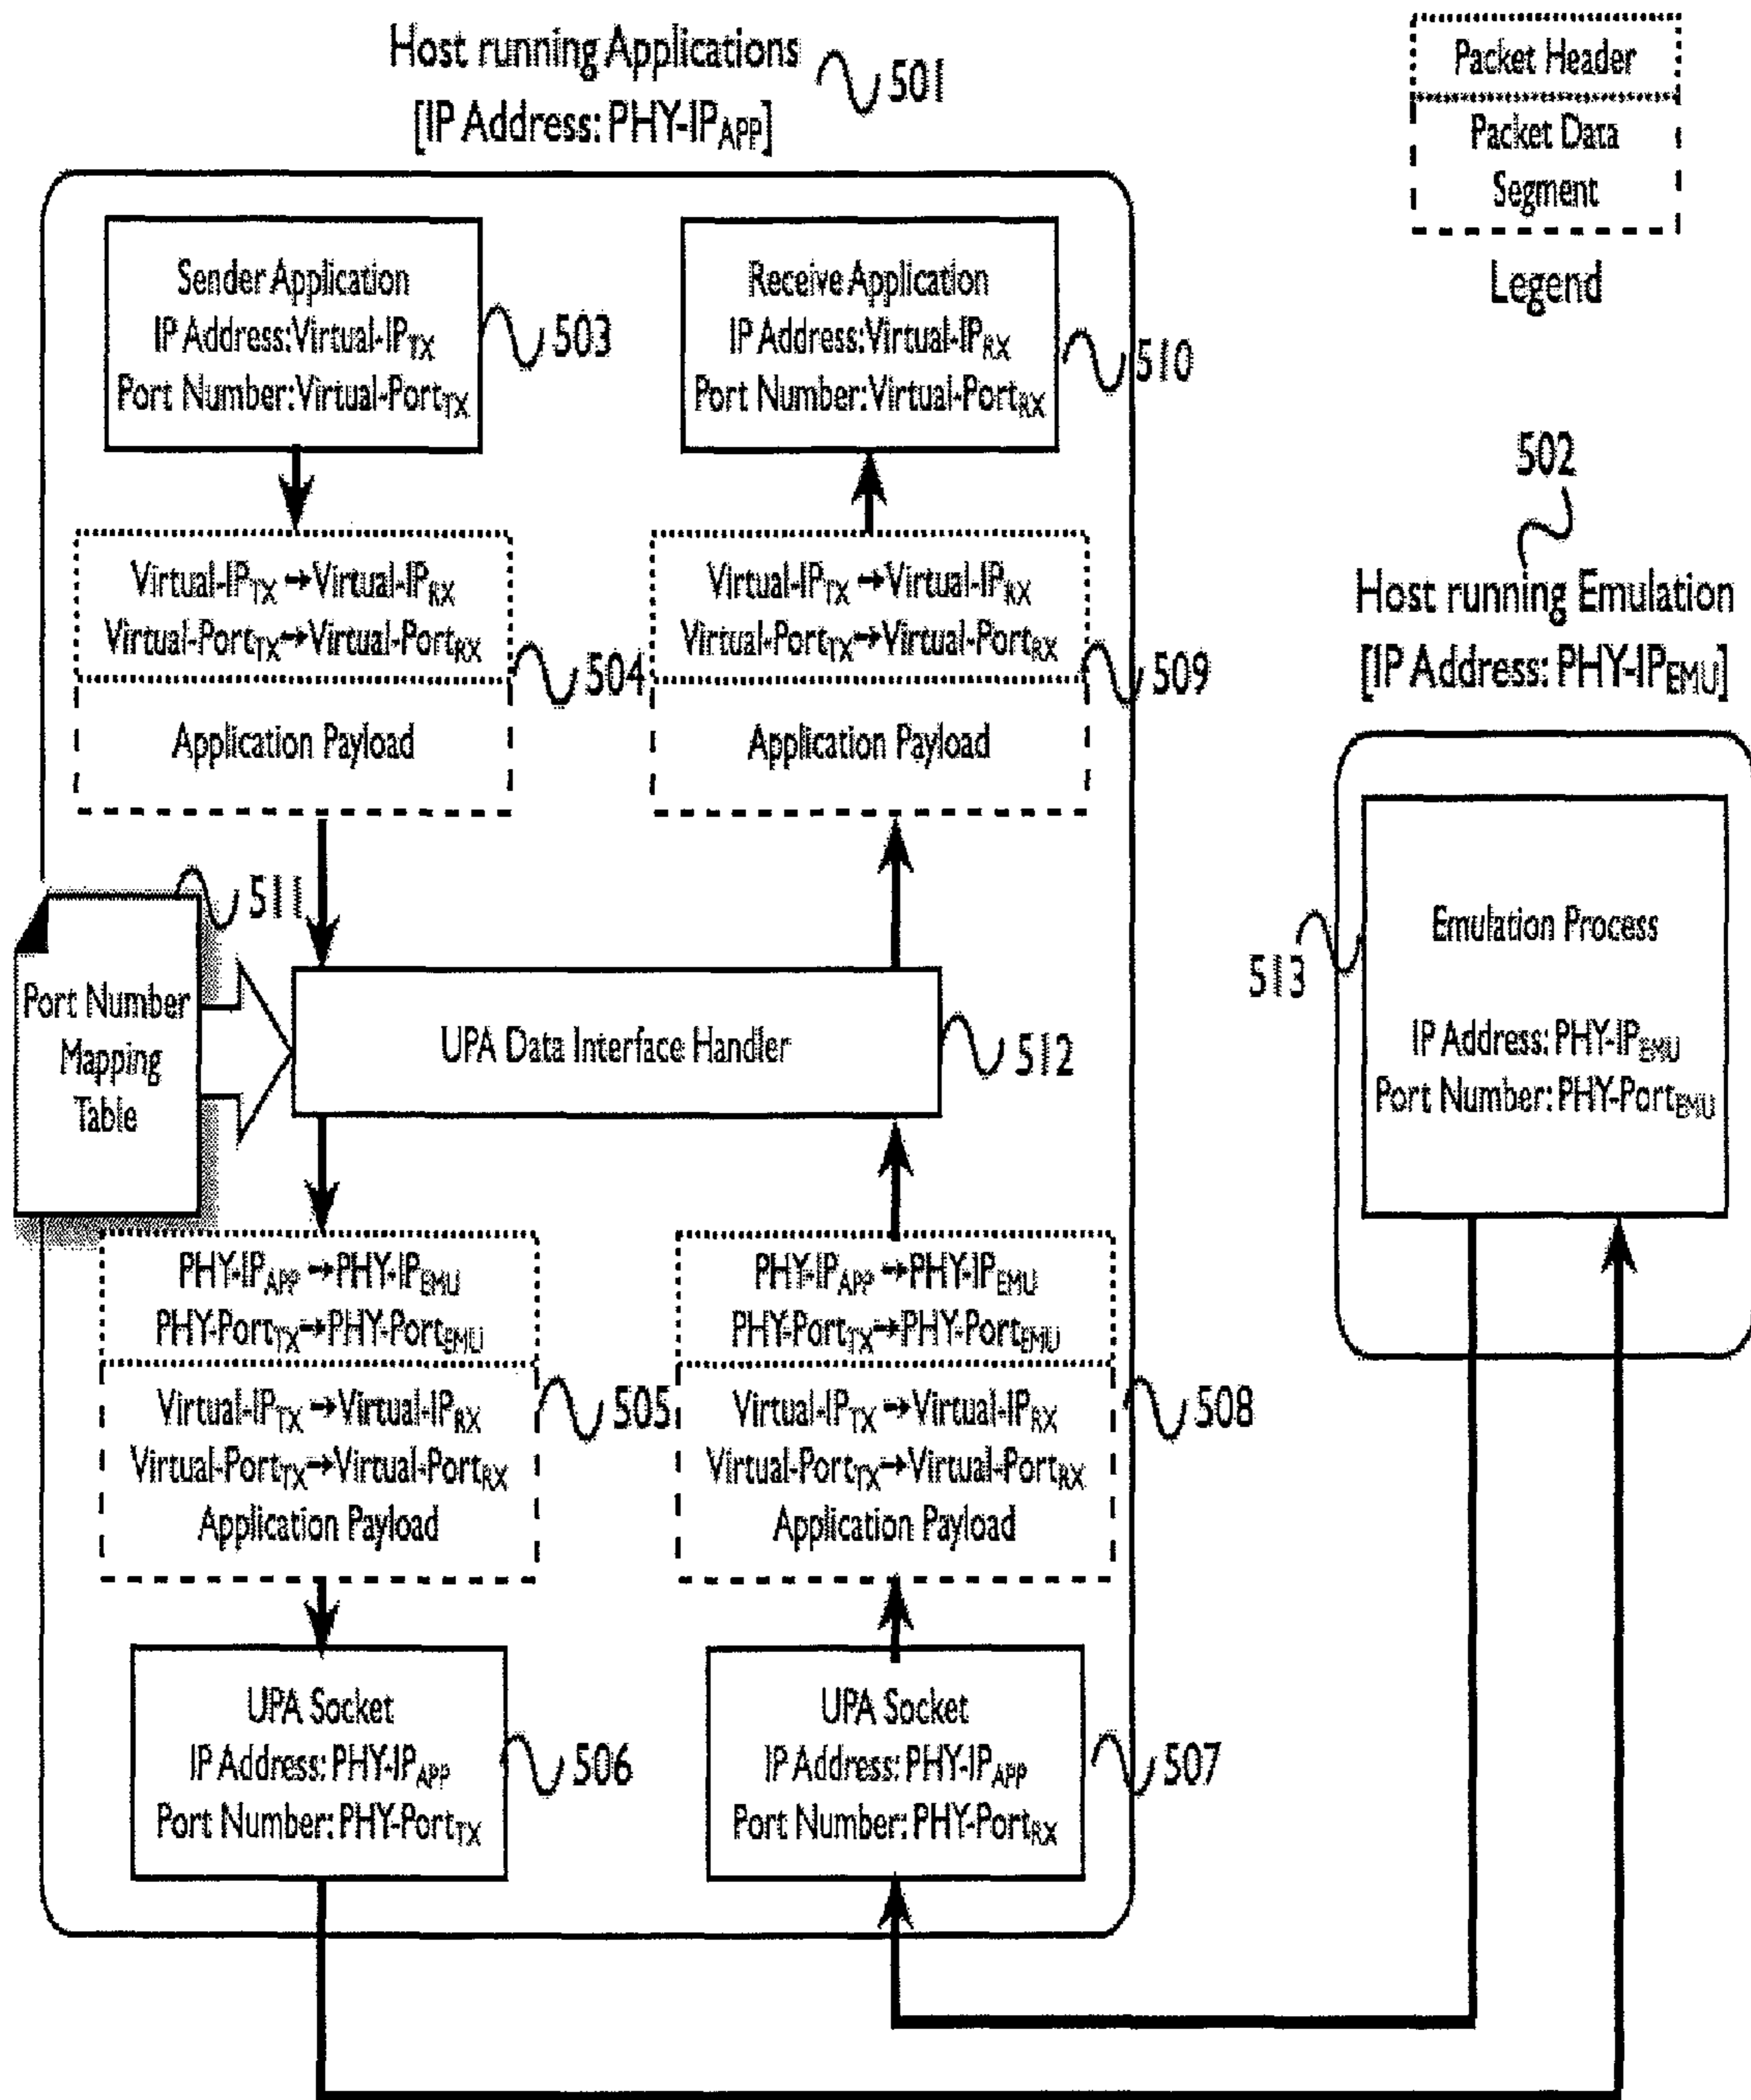 Host running Applications
[IP Address: PHY-IPAPP]
501
Packet Header
Packet Data
Segment
Legend
Sender Application
IP Address:Virtual-IPTX
Port Number:Virtual-PortTX
503
Receive Application
IP Address:Virtual-IPRX
Port Number:Virtual-PortRX
510
502
Host running Emulation
[IP Address: PHY-IPEMU]
Virtual-IPTX→Virtual-IPRX
Virtual-PortTX→Virtual-PortRX
504
Application Payload
Virtual-IPTX→Virtual-IPRX
Virtual-PortTX→Virtual-PortRX
509
Application Payload
511
Port Number
Mapping
Table
UPA Data Interface Handler
512
513
Emulation Process
IP Address: PHY-IPEMU
Port Number: PHY-PortEMU
PHY-IPAPP→PHY-IPEMU
PHY-PortTX→PHY-PortEMU
Virtual-IPTX→Virtual-IPRX
Virtual-PortTX→Virtual-PortRX
Application Payload
505
PHY-IPAPP→PHY-IPEMU
PHY-PortTX→PHY-PortEMU
Virtual-IPTX→Virtual-IPRX
Virtual-PortTX→Virtual-PortRX
Application Payload
508
UPA Socket
IP Address: PHY-IPAPP
Port Number: PHY-PortTX
506
UPA Socket
IP Address: PHY-IPAPP
Port Number: PHY-PortRX
507